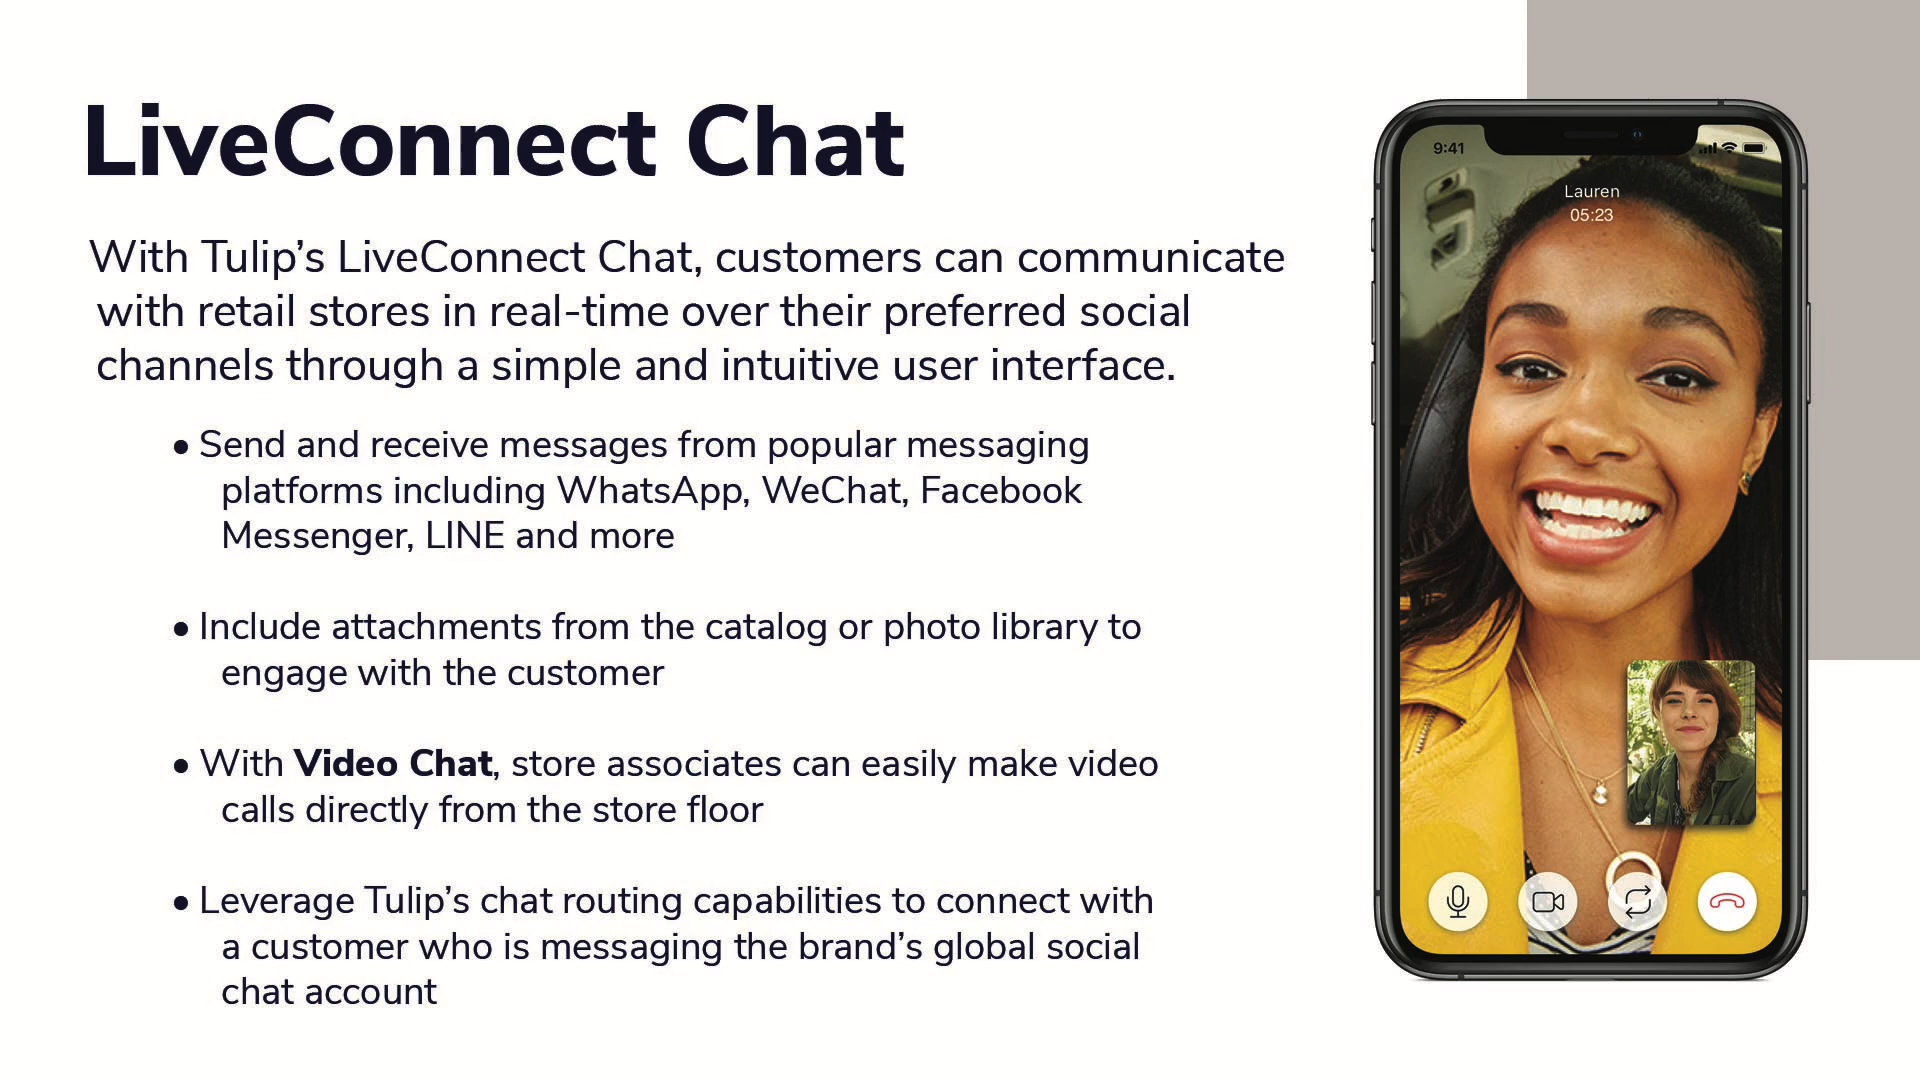 LiveConnect Chat
With Tulip’s LiveConnect Chat, customers can communicate
with retail stores in real-time over their preferred social
channels through a simple and intuitive user interface.
• Send and receive messages from popular messaging
platforms including WhatsApp, WeChat, Facebook
Messenger, LINE and more
• Include attachments from the catalog or photo library to
engage with the customer
• With Video Chat, store associates can easily make video
calls directly from the store floor
• Leverage Tulip’s chat routing capabilities to connect with
a customer who is messaging the brand’s global social
chat account
9:41
Lauren
05:23